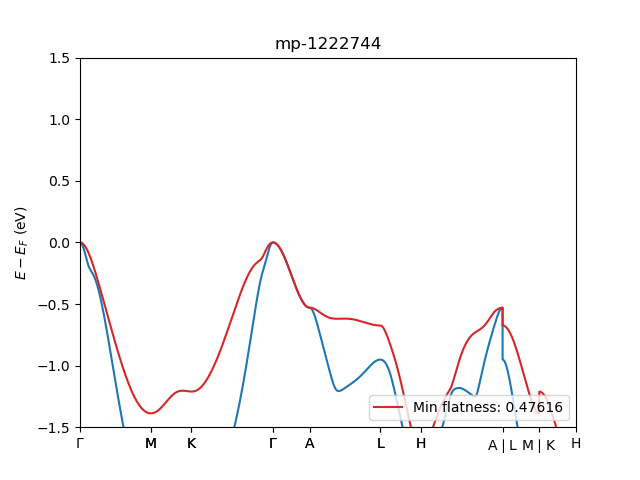 mp-1222744
1.5
1.0
0.5
0.0
−0.5
−1.0
−1.5
E − E_F (eV)
Min flatness: 0.47616
Γ M K Γ A L H A | L M | K H